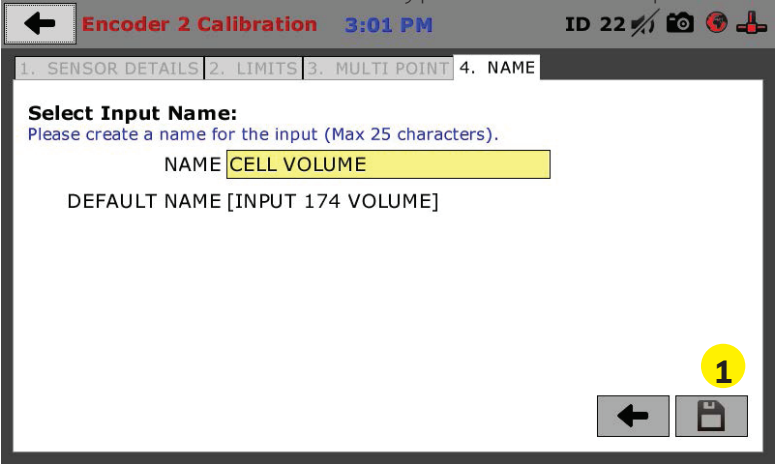 Encoder 2 Calibration 3:01 PM ID 22
1. SENSOR DETAILS 2. LIMITS 3. MULTI POINT 4. NAME
Select Input Name:
Please create a name for the input (Max 25 characters).
NAME CELL VOLUME
DEFAULT NAME [INPUT 174 VOLUME]
1